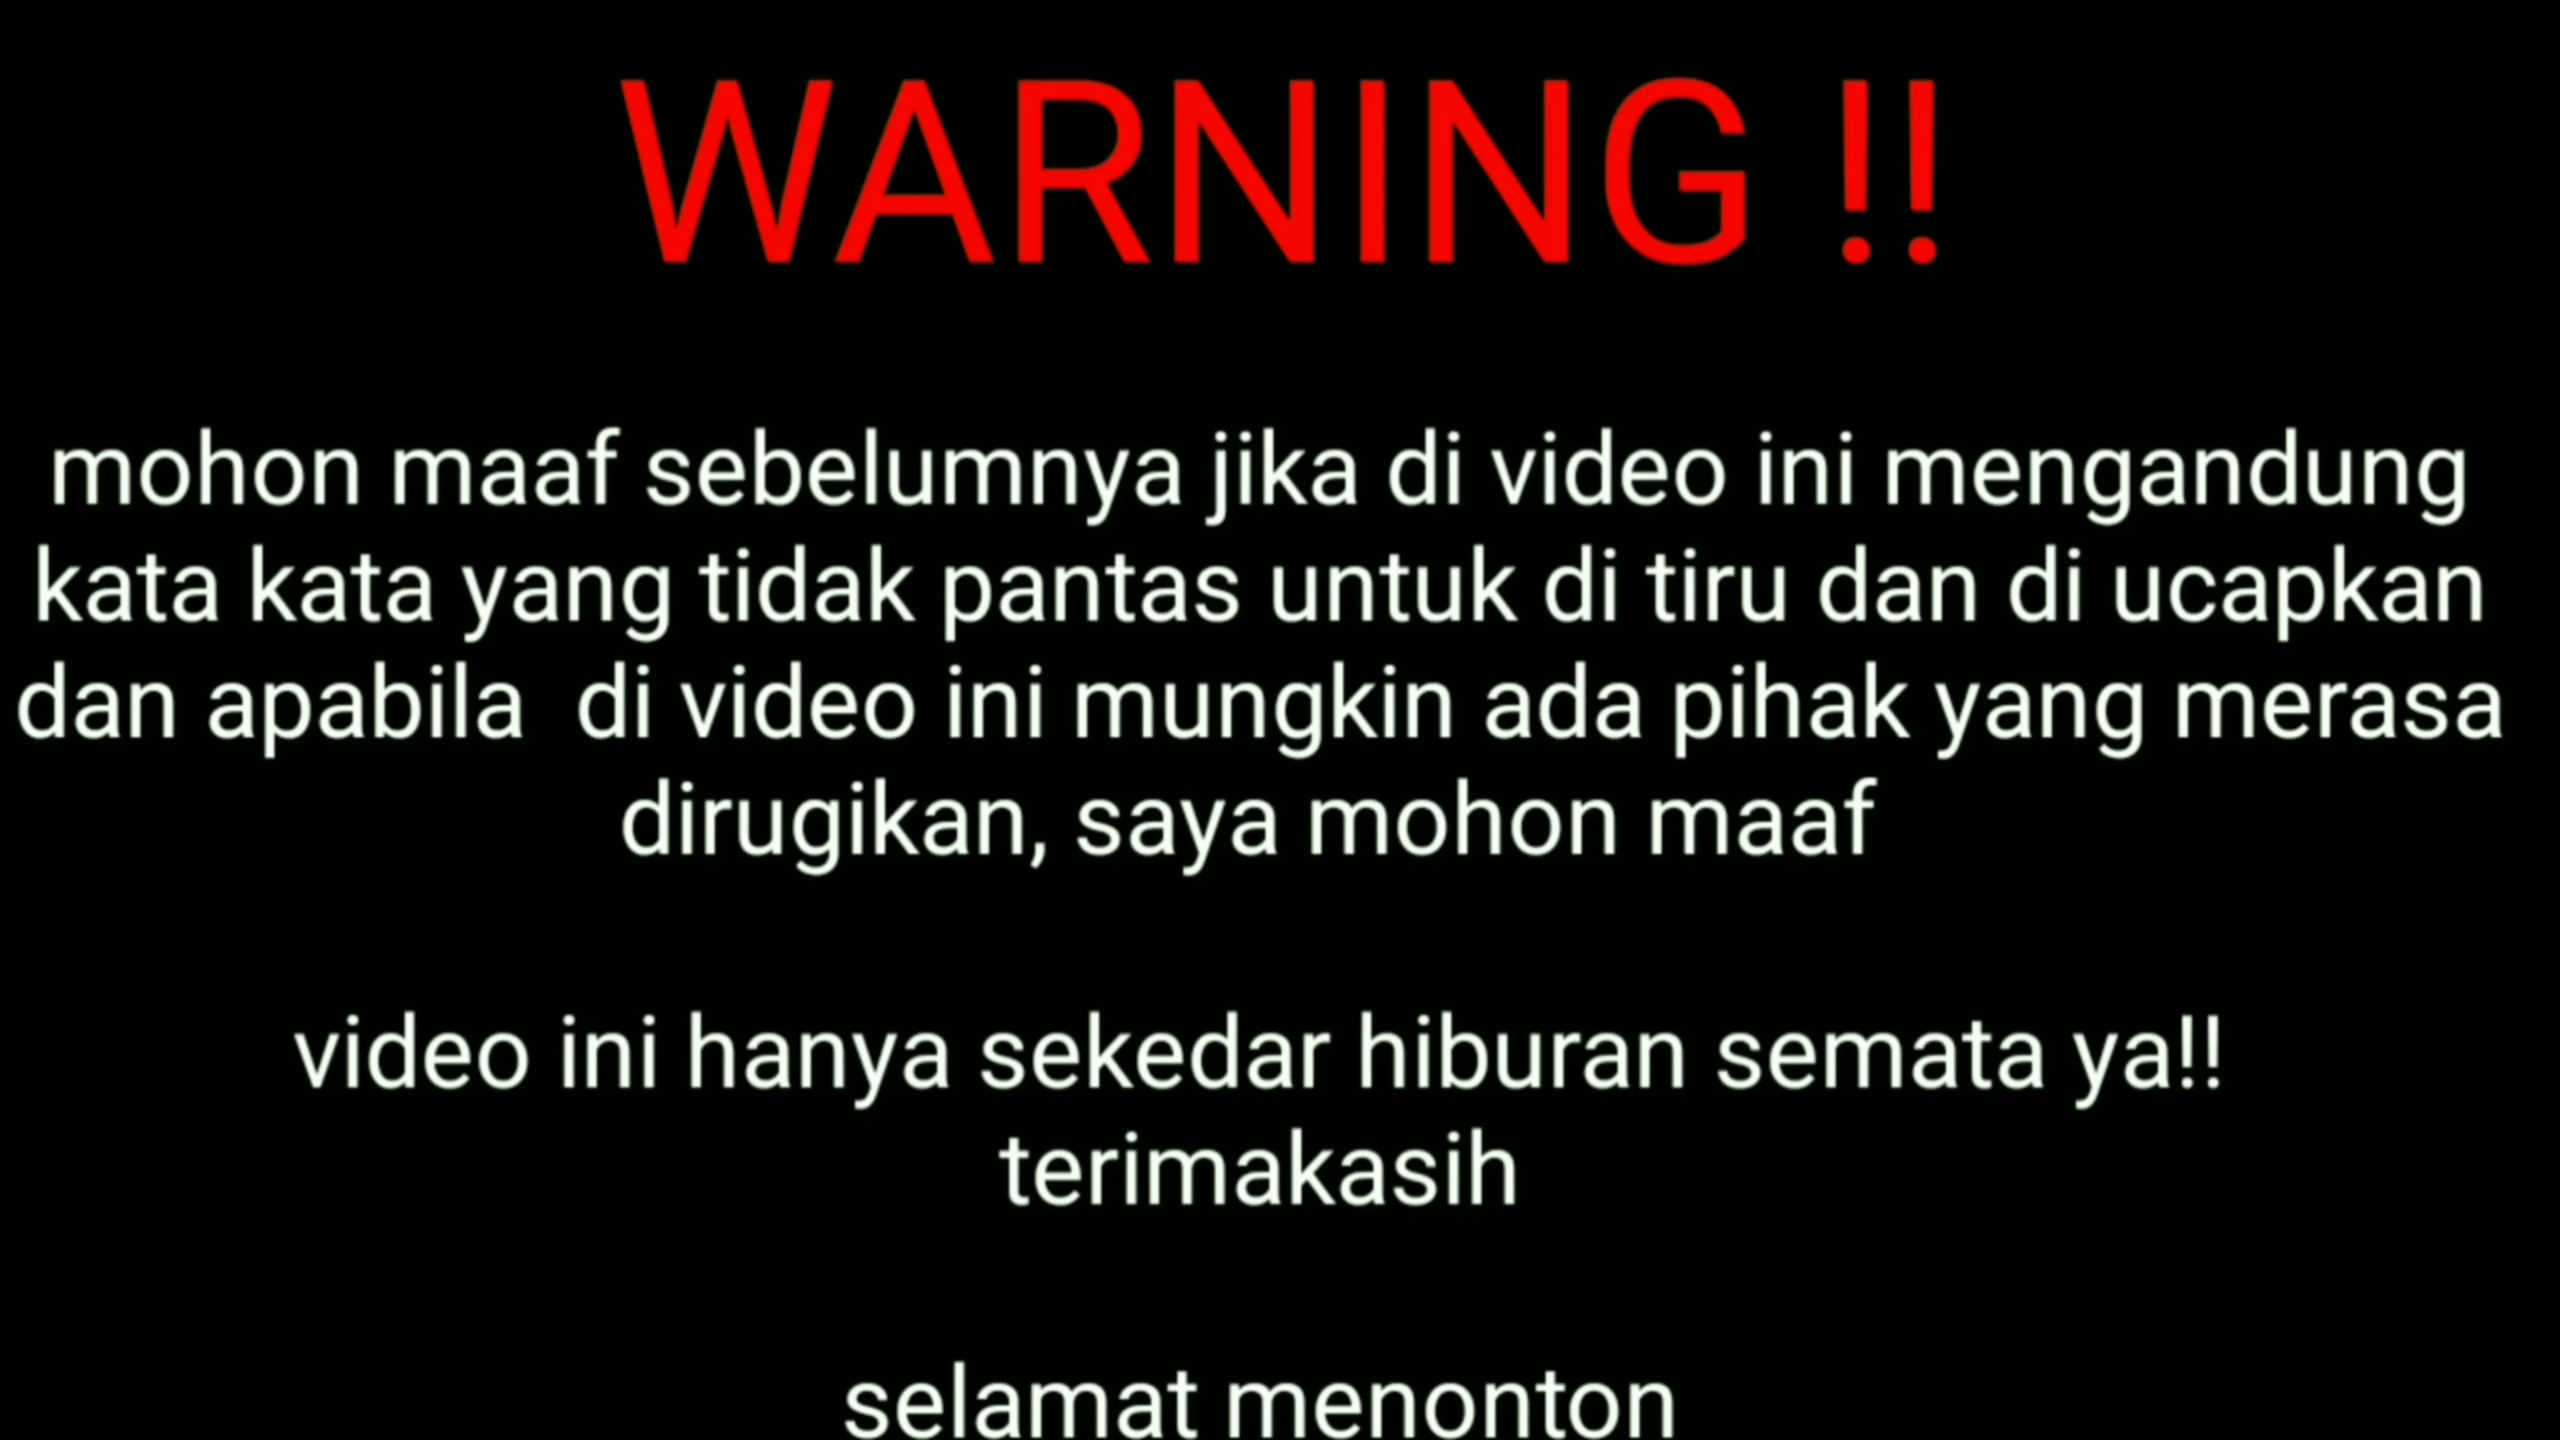 WARNING !!
mohon maaf sebelumnya jika di video ini mengandung
kata kata yang tidak pantas untuk di tiru dan di ucapkan
dan apabila  di video ini mungkin ada pihak yang merasa
dirugikan, saya mohon maaf
video ini hanya sekedar hiburan semata ya!!
terimakasih
selamat menonton